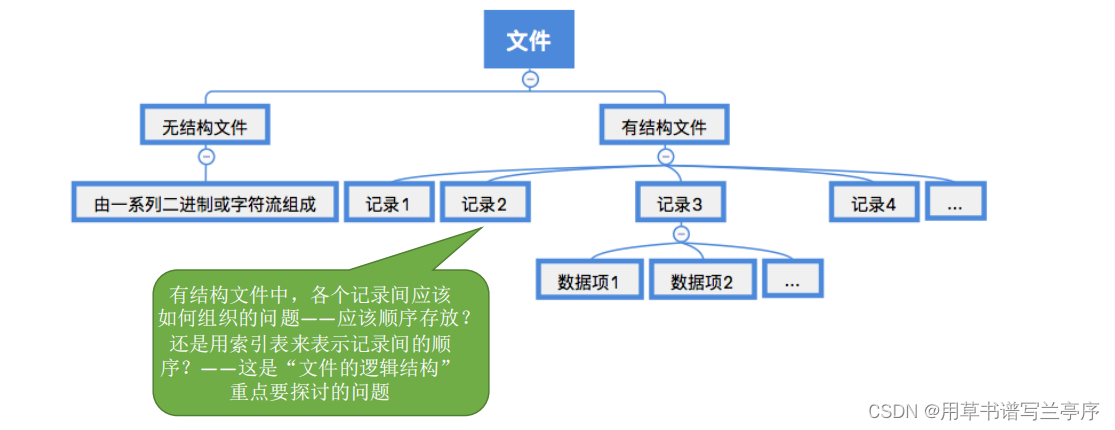 文件
无结构文件
有结构文件
由一系列二进制或字符流组成
记录1
记录2
记录3
记录4
...
数据项1
数据项2
...
有结构文件中，各个记录间应该
如何组织的问题——应该顺序存放？
还是用索引表来表示记录间的顺
序？——这是“文件的逻辑结构”
重点要探讨的问题
CSDN @用草书谱写兰亭序